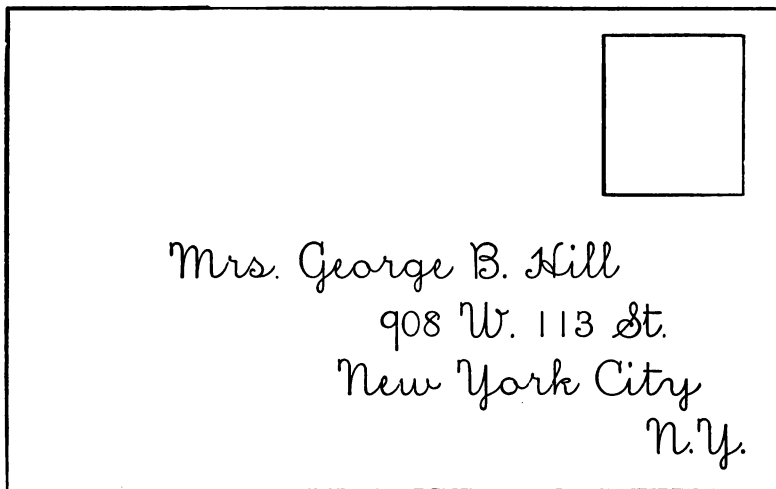 Mrs. George B. Hill
908 W. 113 St.
New York City
N.Y.